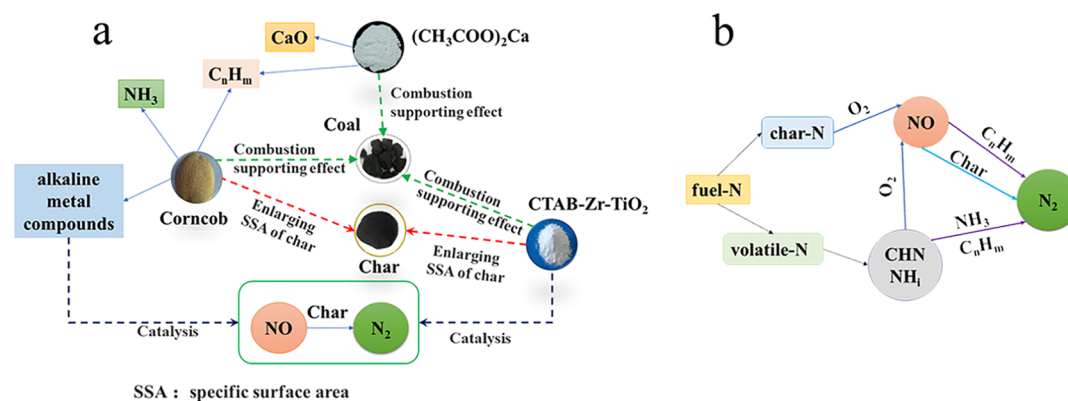 a
CaO
(CH3COO)2Ca
CnHm
NH3
Combustion
supporting effect
Coal
Combustion
supporting effect
alkaline
metal
compounds
Corncob
Combustion
supporting effect
CTAB-Zr-TiO2
Enlarging
SSA of char
Char
Enlarging
SSA of char
Catalysis
NO
Char
N2
Catalysis
SSA : specific surface area
b
O2
char-N
NO
CnHm
Char
fuel-N
O2
N2
volatile-N
NH3
CnHm
CHN
NHi